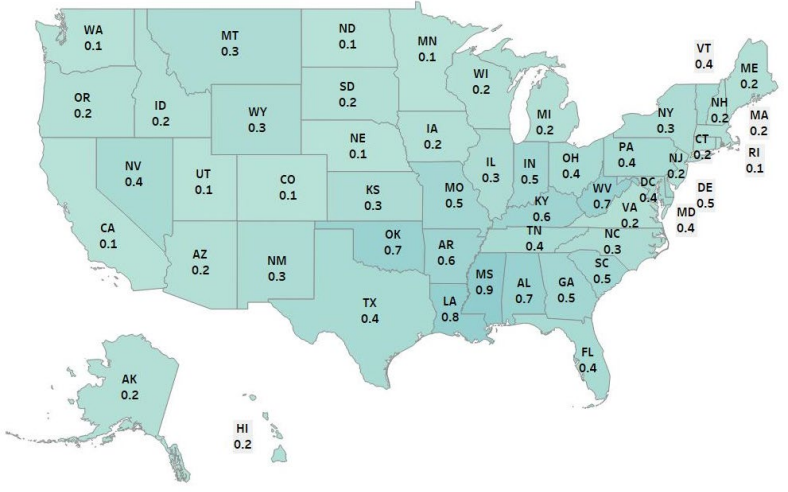 WA
0.1
MT
0.3
ND
0.1
MN
0.1
VT
0.4
ME
0.2
OR
0.2
ID
0.2
WY
0.3
SD
0.2
WI
0.2
MI
0.2
NY
0.3
NH
0.2
MA
0.2
NV
0.4
UT
0.1
CO
0.1
NE
0.1
IA
0.2
IL
0.3
IN
0.5
OH
0.4
PA
0.4
NJ
0.2
CT
0.2
RI
0.1
CA
0.1
KS
0.3
MO
0.5
KY
0.6
WV
0.7
VA
0.2
DC
0.4
DE
0.5
MD
0.4
AZ
0.2
NM
0.3
OK
0.7
AR
0.6
TN
0.4
NC
0.3
SC
0.5
TX
0.4
LA
0.8
MS
0.9
AL
0.7
GA
0.5
FL
0.4
AK
0.2
HI
0.2